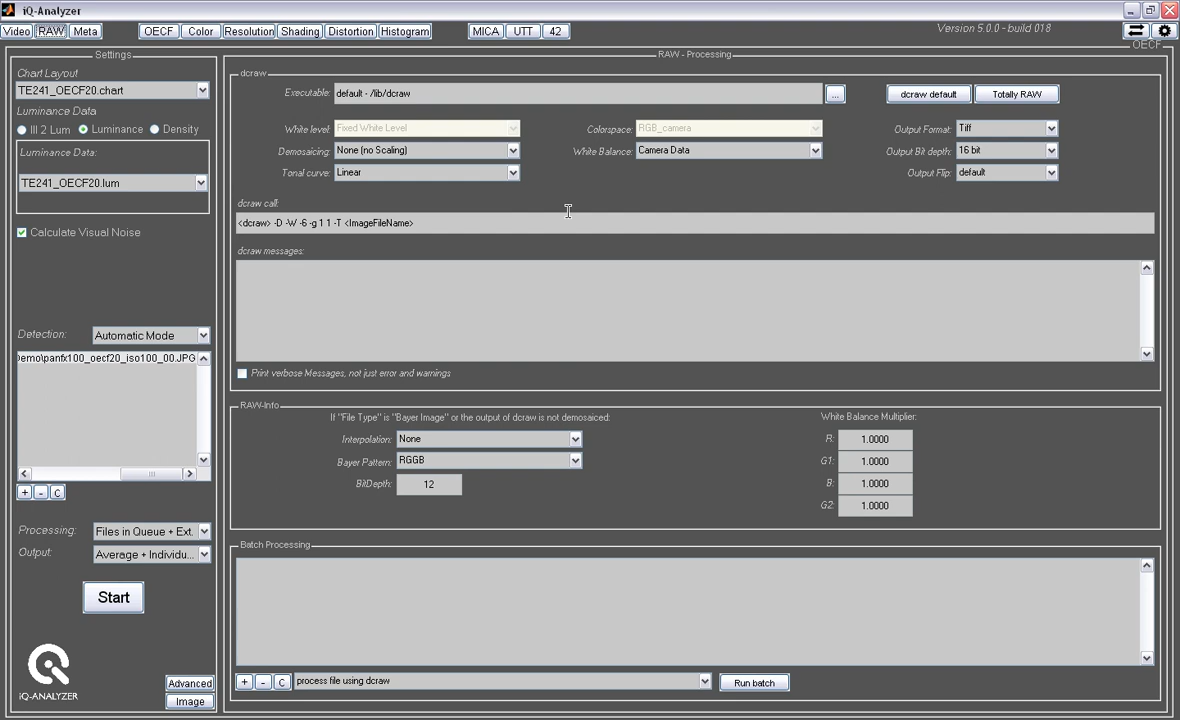 iQ-Analyzer
Video RAW Meta OECF Color Resolution Shading Distortion Histogram MICA UTT 42 Version 5.0.0 - build 018
OECF
Settings
Chart Layout
TE241_OECF20.chart
Luminance Data
Ill 2 Lum Luminance Density
Luminance Data:
TE241_OECF20.lum
Calculate Visual Noise
Detection: Automatic Mode
Demo\panfx100_oecf20_iso100_00.JPG
+ - C
Processing: Files in Queue + Ext.
Output: Average + Individu...
Start
iQ-ANALYZER
Advanced
Image
RAW - Processing
dcraw
Executable: default - /lib/dcraw ... dcraw default Totally RAW
White level: Fixed White Level Colorspace: RGB_camera Output Format: Tiff
Demosaicing: None (no Scaling) White Balance: Camera Data Output Bit depth: 16 bit
Tonal curve: Linear Output Flip: default
dcraw call:
<dcraw> -D -W -6 -g 1 1 -T <ImageFileName>
dcraw messages:
Print verbose Messages, not just error and warnings
RAW-Info
If "File Type" is "Bayer Image" or the output of dcraw is not demosaiced: White Balance Multiplier:
Interpolation: None R: 1.0000
Bayer Pattern: RGGB G1: 1.0000
BitDepth: 12 B: 1.0000
G2: 1.0000
Batch Processing
+ - C process file using dcraw Run batch